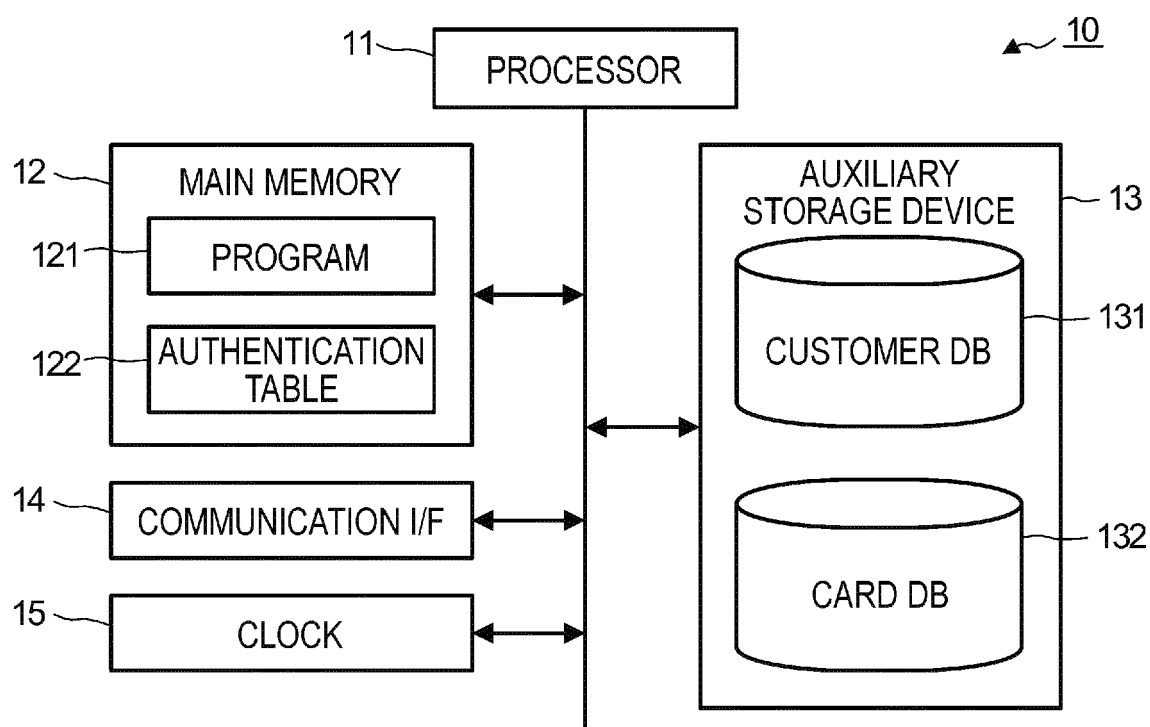 10
11
PROCESSOR
12
MAIN MEMORY
121
PROGRAM
122
AUTHENTICATION
TABLE
14
COMMUNICATION I/F
15
CLOCK
AUXILIARY
STORAGE DEVICE
13
CUSTOMER DB
131
CARD DB
132